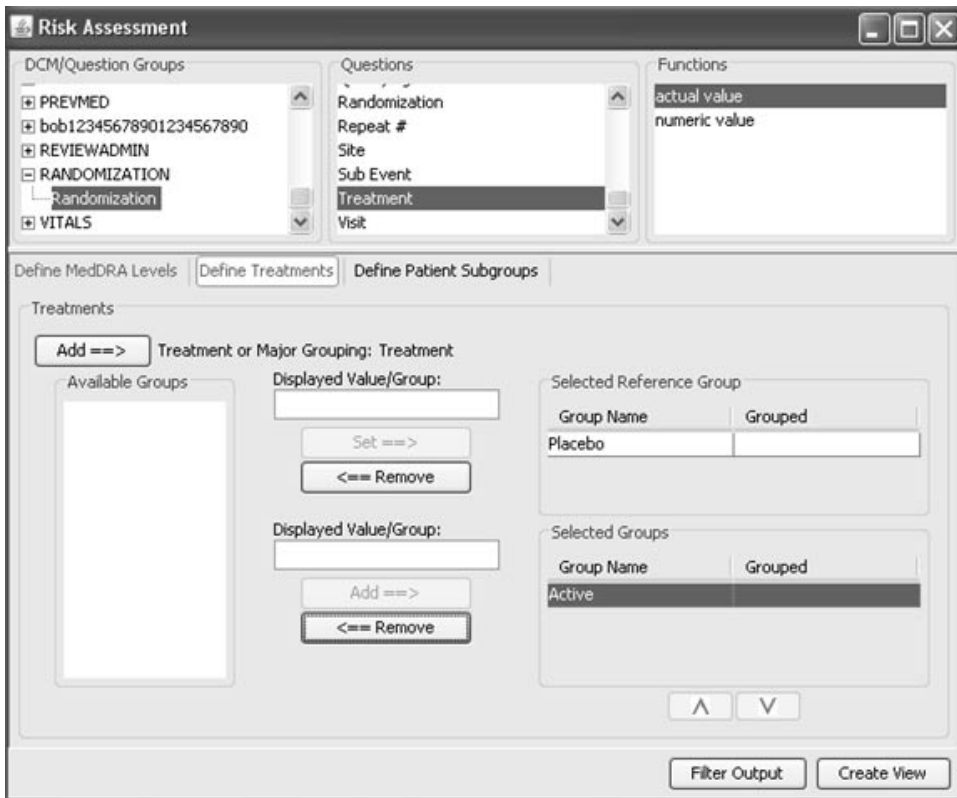 Risk Assessment
DCM/Question Groups
PREVMED
bob12345678901234567890
REVIEWADMIN
RANDOMIZATION
Randomization
VITALS
Questions
Randomization
Repeat #
Site
Sub Event
Treatment
Visit
Functions
actual value
numeric value
Define MedDRA Levels
Define Treatments
Define Patient Subgroups
Treatments
Add ==>
Treatment or Major Grouping: Treatment
Available Groups
Displayed Value/Group:
Set ==>
<== Remove
Displayed Value/Group:
Add ==>
<== Remove
Selected Reference Group
Group Name Grouped
Placebo
Selected Groups
Group Name Grouped
Active
Filter Output
Create View